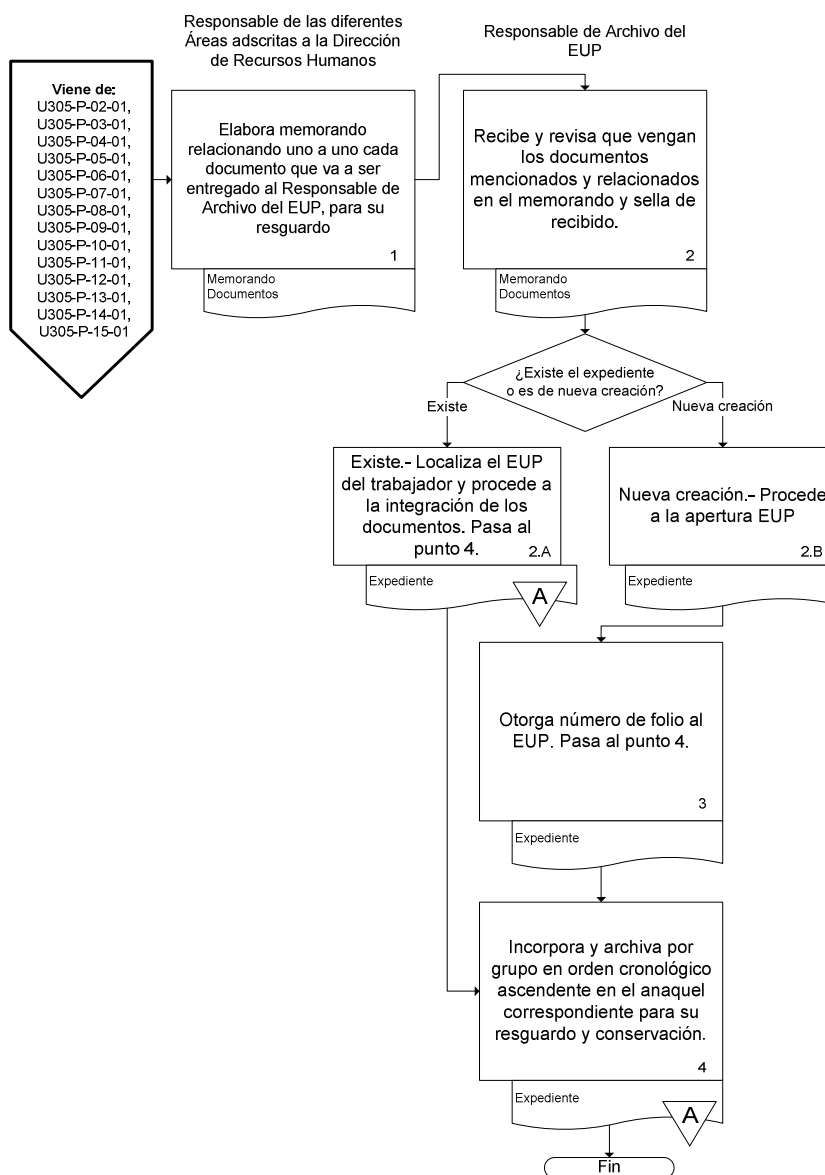 Responsable de las diferentes
Áreas adscritas a la Dirección
de Recursos Humanos
Responsable de Archivo del
EUP
Viene de:
U305-P-02-01,
U305-P-03-01,
U305-P-04-01,
U305-P-05-01,
U305-P-06-01,
U305-P-07-01,
U305-P-08-01,
U305-P-09-01,
U305-P-10-01,
U305-P-11-01,
U305-P-12-01,
U305-P-13-01,
U305-P-14-01,
U305-P-15-01
Elabora memorando
relacionando uno a uno cada
documento que va a ser
entregado al Responsable de
Archivo del EUP, para su
resguardo
1
Memorando
Documentos
Recibe y revisa que vengan
los documentos
mencionados y relacionados
en el memorando y sella de
recibido.
2
Memorando
Documentos
¿Existe el expediente
o es de nueva creación?
Existe
Nueva creación
Existe.- Localiza el EUP
del trabajador y procede a
la integración de los
documentos. Pasa al
punto 4.
2.A
Expediente
A
Nueva creación.- Procede
a la apertura EUP
2.B
Expediente
Otorga número de folio al
EUP. Pasa al punto 4.
3
Expediente
Incorpora y archiva por
grupo en orden cronológico
ascendente en el anaquel
correspondiente para su
resguardo y conservación.
4
Expediente
A
Fin